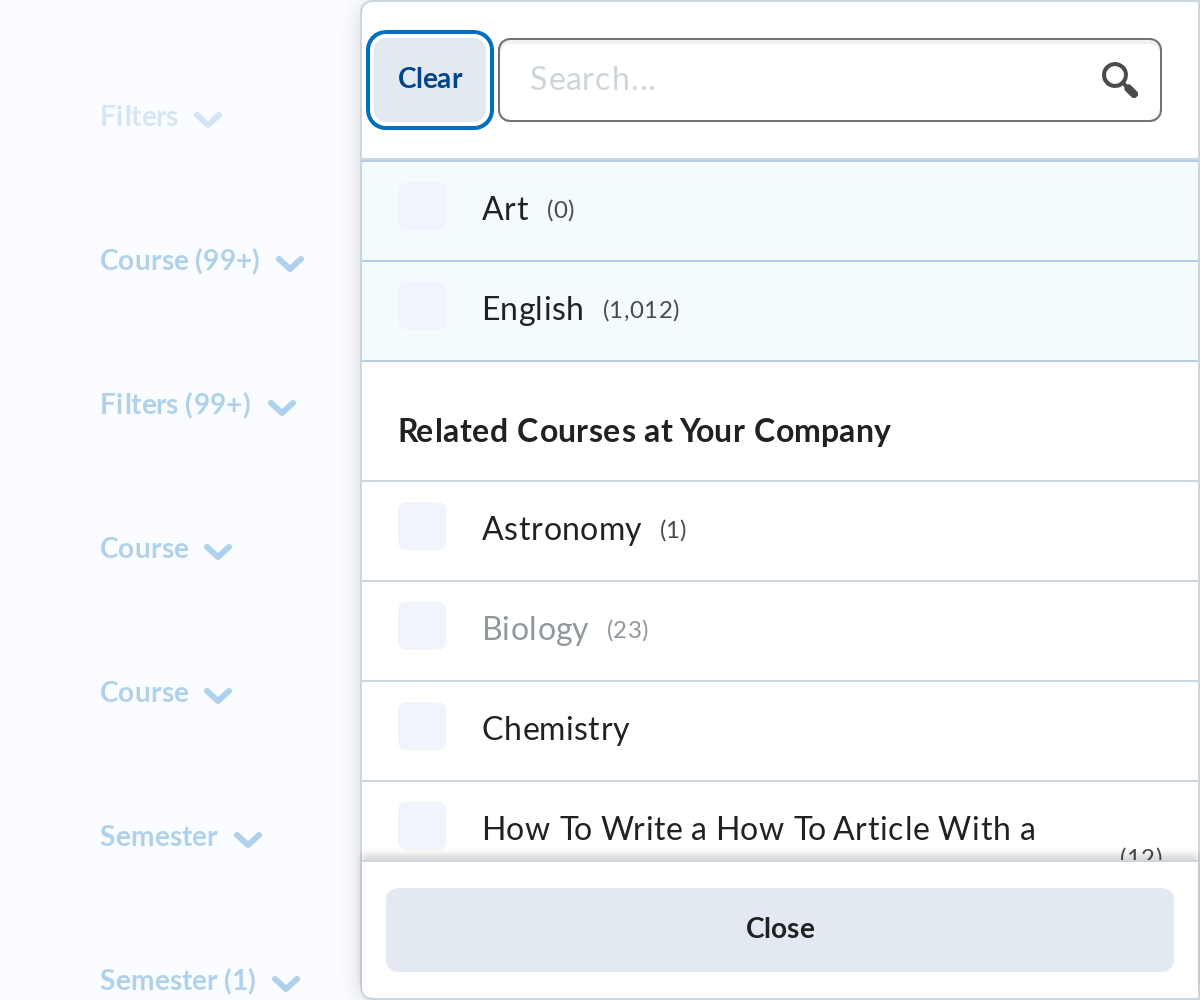 Filters
Course (99+)
Filters (99+)
Course
Course
Semester
Semester (1)
Clear
Search...
Art (0)
English (1,012)
Related Courses at Your Company
Astronomy (1)
Biology (23)
Chemistry
How To Write a How To Article With a
(12)
Close